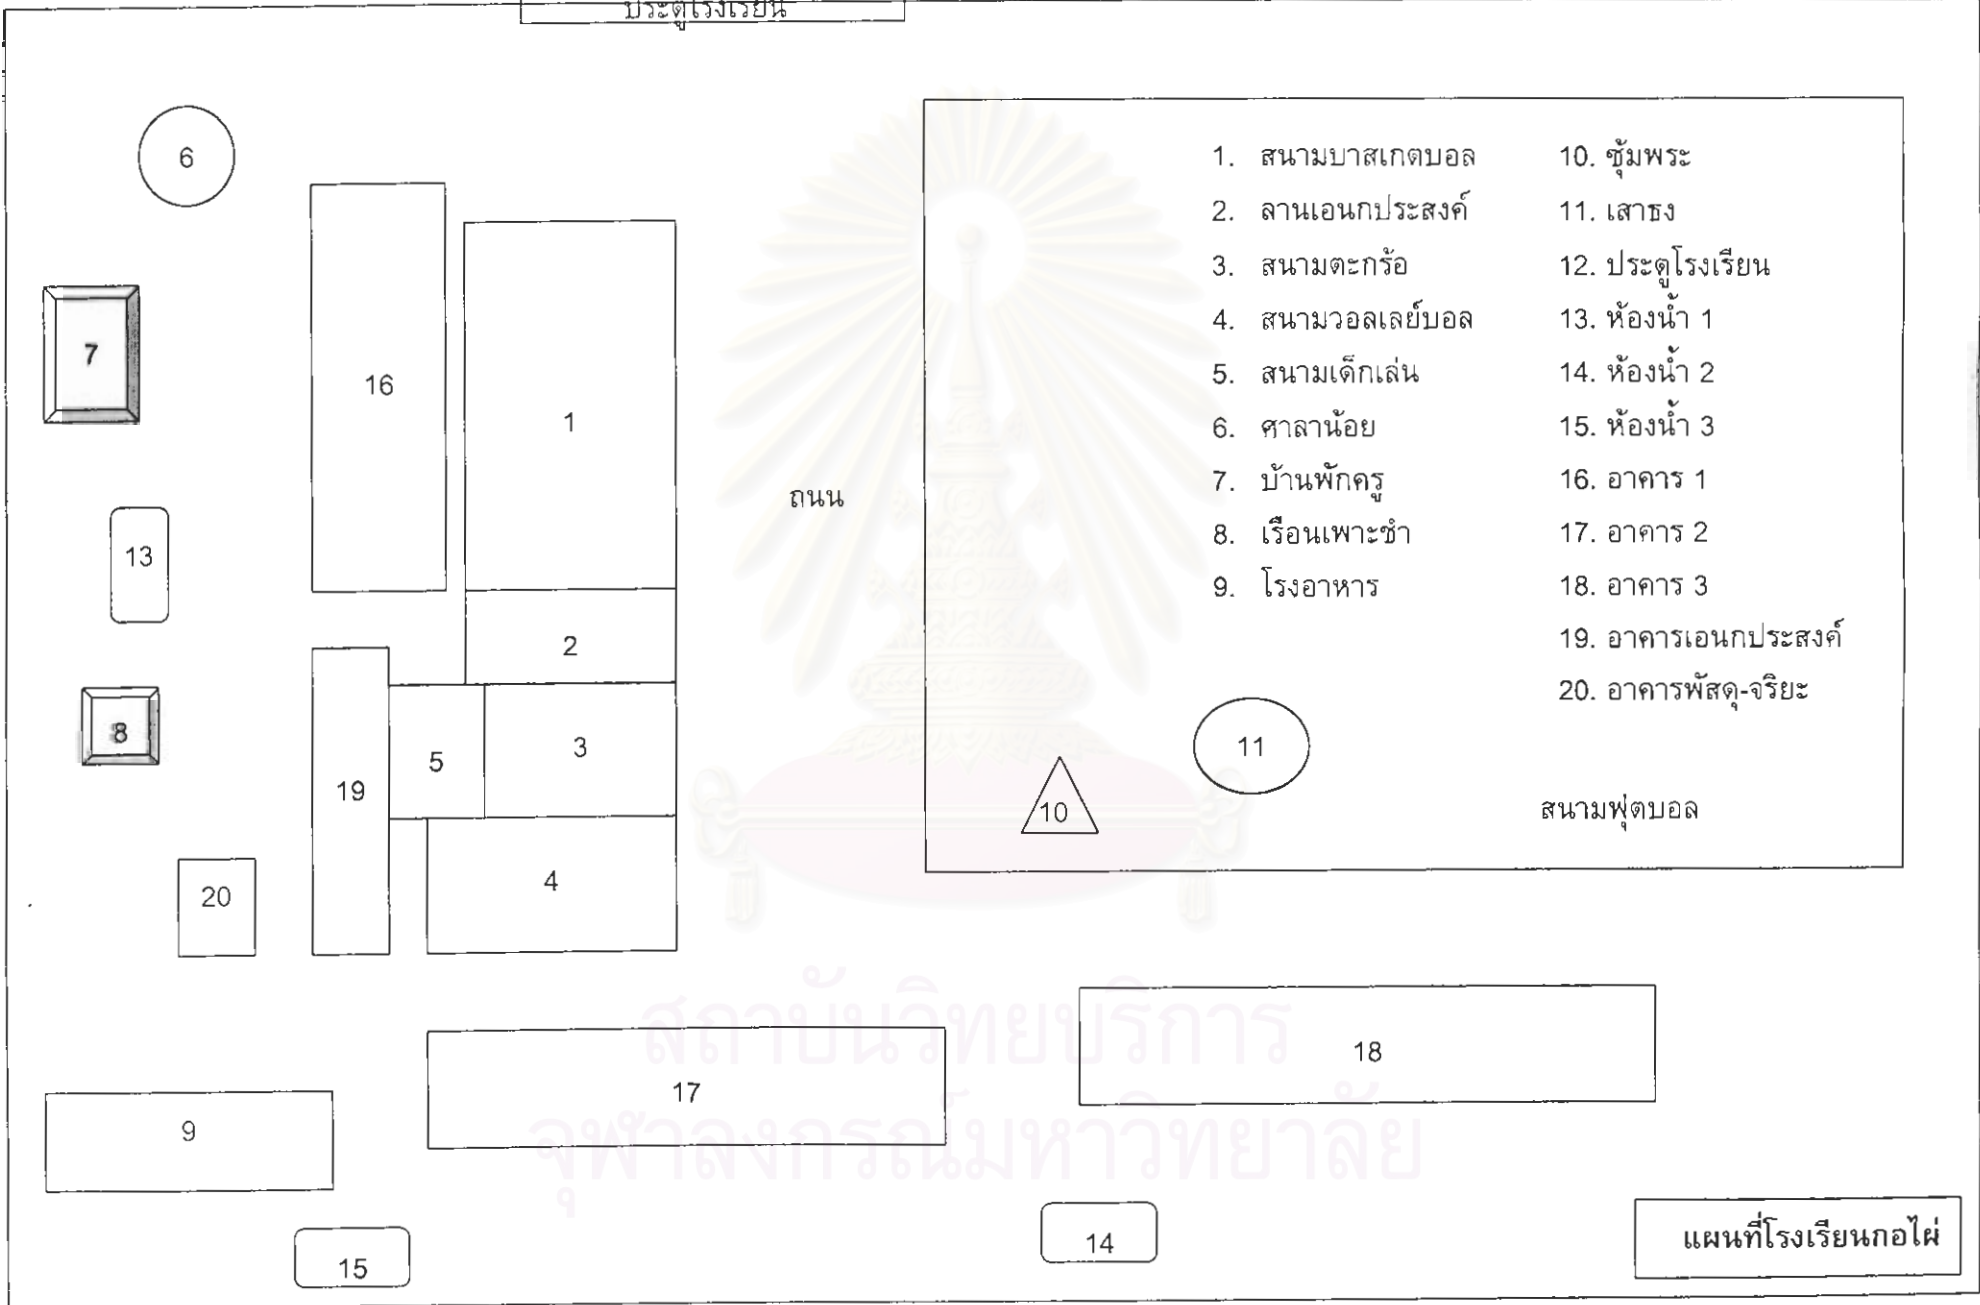 ประตูโรงเรียน
6
7
16
1
13
ถนน
2
8
5
3
19
4
20
1. สนามบาสเกตบอล
2. ลานเอนกประสงค์
3. สนามตะกร้อ
4. สนามวอลเลย์บอล
5. สนามเด็กเล่น
6. ศาลาน้อย
7. บ้านพักครู
8. เรือนเพาะชำ
9. โรงอาหาร
10. ซุ้มพระ
11. เสาธง
12. ประตูโรงเรียน
13. ห้องน้ำ 1
14. ห้องน้ำ 2
15. ห้องน้ำ 3
16. อาคาร 1
17. อาคาร 2
18. อาคาร 3
19. อาคารเอนกประสงค์
20. อาคารพัสดุ-จริยะ
11
10
สนามฟุตบอล
สถาบันวิทยบริการ
จุฬาลงกรณ์มหาวิทยาลัย
18
17
9
15
14
แผนที่โรงเรียนกอไผ่